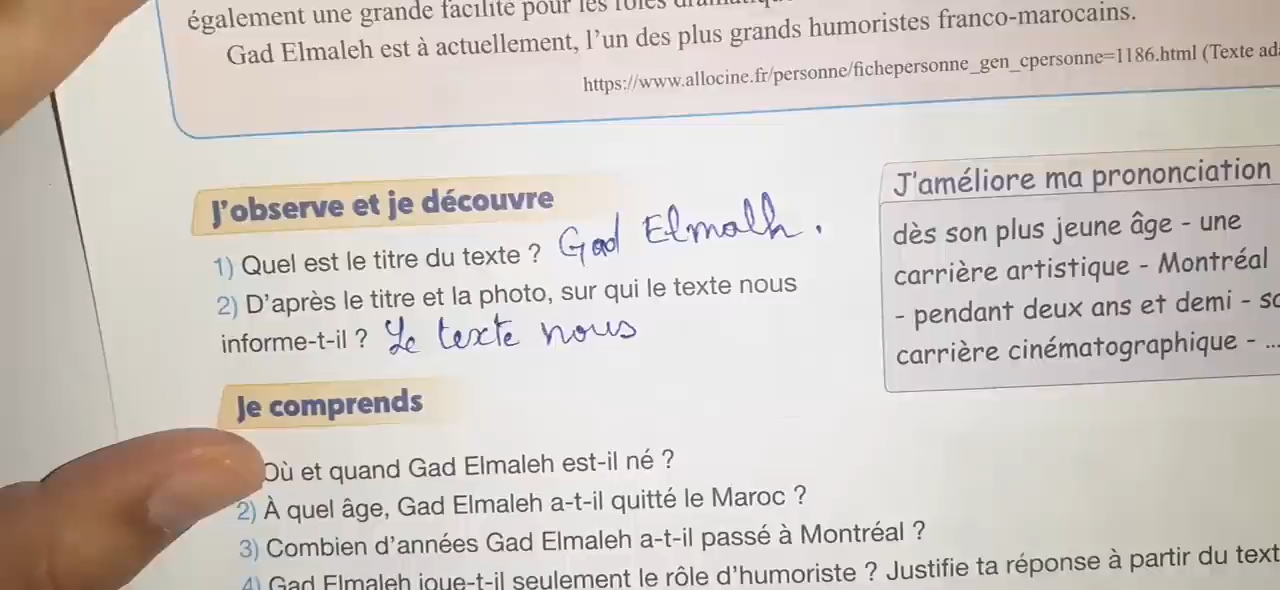 également une grande facilité pour les rôles
Gad Elmaleh est à actuellement, l'un des plus grands humoristes franco-marocains.
https://www.allocine.fr/personne/fichepersonne_gen_cpersonne=1186.html (Texte ad
J'observe et je découvre
1) Quel est le titre du texte ? Gad Elmalh.
2) D'après le titre et la photo, sur qui le texte nous
informe-t-il ? Le texte nous
J'améliore ma prononciation
dès son plus jeune âge - une
carrière artistique - Montréal
- pendant deux ans et demi - so
carrière cinématographique - ...
Je comprends
Où et quand Gad Elmaleh est-il né ?
2) À quel âge, Gad Elmaleh a-t-il quitté le Maroc ?
3) Combien d'années Gad Elmaleh a-t-il passé à Montréal ?
4) Gad Elmaleh joue-t-il seulement le rôle d'humoriste ? Justifie ta réponse à partir du text